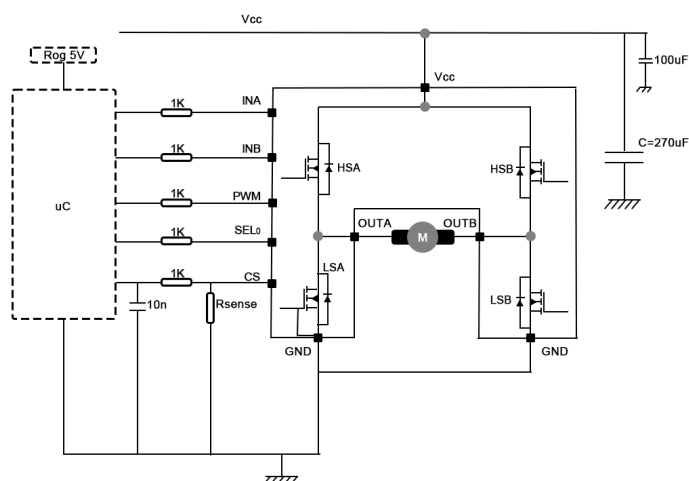 Vcc
Rog 5V
100uF
Vcc
1K
INA
C=270uF
1K
INB
HSA
HSB
1K
PWM
uC
OUTA
OUTB
M
SEL0
1K
CS
LSA
10n
Rsense
LSB
GND
GND